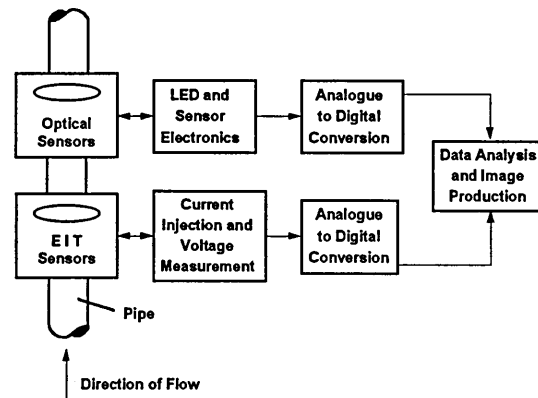 Optical
Sensors
LED and
Sensor
Electronics
Analogue
to Digital
Conversion
Data Analysis
and Image
Production
E I T
Sensors
Current
Injection and
Voltage
Measurement
Analogue
to Digital
Conversion
Pipe
Direction of Flow